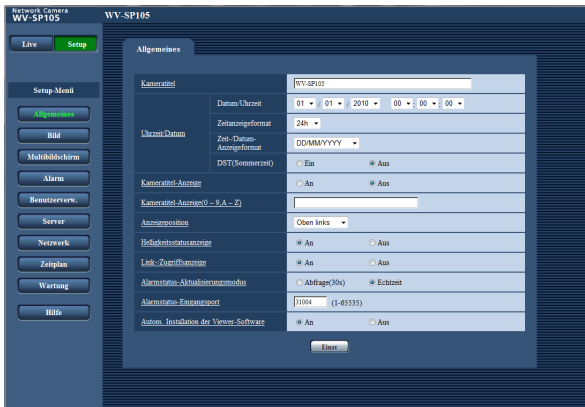 Network Camera
WV-SP105
WV-SP105
Live Setup
Allgemeines
Setup-Menü
Allgemeines
Bild
Multibildschirm
Alarm
Benutzerverw.
Server
Netzwerk
Zeitplan
Wartung
Hilfe
Kameratitel WV-SP105
Uhrzeit/Datum
Datum/Uhrzeit 01 / 01 / 2010 00 : 00 : 00
Zeitanzeigeformat 24h
Zeit-/Datum-
Anzeigeformat DD/MM/YYYY
DST(Sommerzeit) Ein Aus
Kameratitel-Anzeige An Aus
Kameratitel-Anzeige(0 – 9,A – Z)
Anzeigeposition Oben links
Helligkeitsstatusanzeige An Aus
Link-/Zugriffsanzeige An Aus
Alarmstatus-Aktualisierungsmodus Abfrage(30s) Echtzeit
Alarmstatus-Eingangsport 31004 (1-65535)
Autom. Installation der Viewer-Software An Aus
Einst